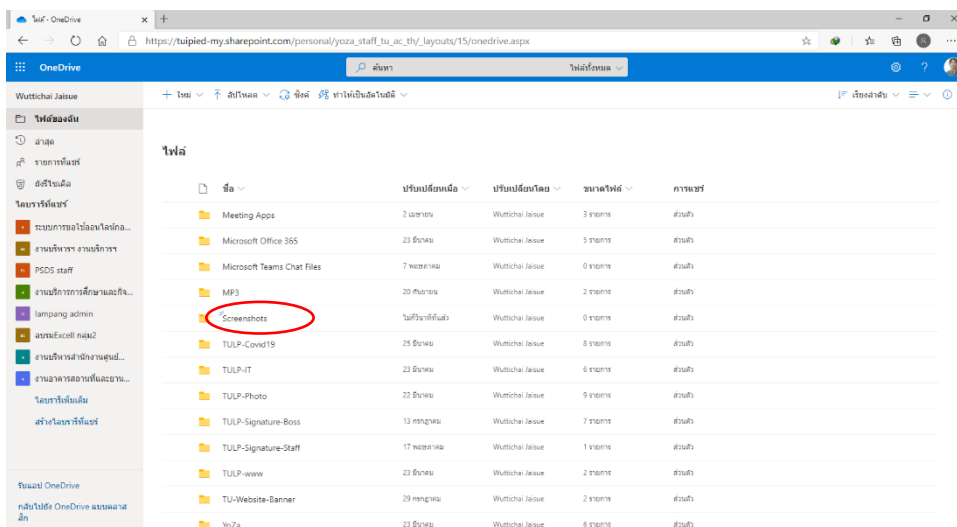 ไฟล์ - OneDrive
https://tuipied-my.sharepoint.com/personal/yoza_staff_tu_ac_th/_layouts/15/onedrive.aspx
OneDrive
ค้นหา
ไฟล์ทั้งหมด
Wuttichai Jaisue
ใหม่ อัปโหลด ซิงค์ ทำให้เป็นอัตโนมัติ เรียงลำดับ
ไฟล์ของฉัน
ล่าสุด
รายการที่แชร์
ถังรีไซเคิล
ไลบรารีที่แชร์
ระบบการขอใช้ออนไลน์กอ...
งานบริหารฯ งานบริการฯ
PSDS staff
งานบริการการศึกษาและกิจ...
lampang admin
อบรมExcell กลุ่ม2
งานบริหารสำนักงานศูนย์...
งานอาคารสถานที่และยาน...
ไลบรารีเพิ่มเติม
สร้างไลบรารีที่แชร์
รับแอป OneDrive
กลับไปยัง OneDrive แบบคลาส
สิก
ไฟล์
ชื่อ ปรับเปลี่ยนเมื่อ ปรับเปลี่ยนโดย ขนาดไฟล์ การแชร์
Meeting Apps 2 เมษายน Wuttichai Jaisue 3 รายการ ส่วนตัว
Microsoft Office 365 23 มีนาคม Wuttichai Jaisue 5 รายการ ส่วนตัว
Microsoft Teams Chat Files 7 พฤษภาคม Wuttichai Jaisue 0 รายการ ส่วนตัว
MP3 20 กันยายน Wuttichai Jaisue 2 รายการ ส่วนตัว
Screenshots ไม่กี่วินาทีที่แล้ว Wuttichai Jaisue 0 รายการ ส่วนตัว
TULP-Covid19 25 มีนาคม Wuttichai Jaisue 8 รายการ ส่วนตัว
TULP-IT 23 มีนาคม Wuttichai Jaisue 6 รายการ ส่วนตัว
TULP-Photo 22 มีนาคม Wuttichai Jaisue 9 รายการ ส่วนตัว
TULP-Signature-Boss 13 กรกฎาคม Wuttichai Jaisue 7 รายการ ส่วนตัว
TULP-Signature-Staff 17 พฤษภาคม Wuttichai Jaisue 1 รายการ ส่วนตัว
TULP-www 23 มีนาคม Wuttichai Jaisue 2 รายการ ส่วนตัว
TU-Website-Banner 29 กรกฎาคม Wuttichai Jaisue 2 รายการ ส่วนตัว
YoZa 23 มีนาคม Wuttichai Jaisue 6 รายการ ส่วนตัว